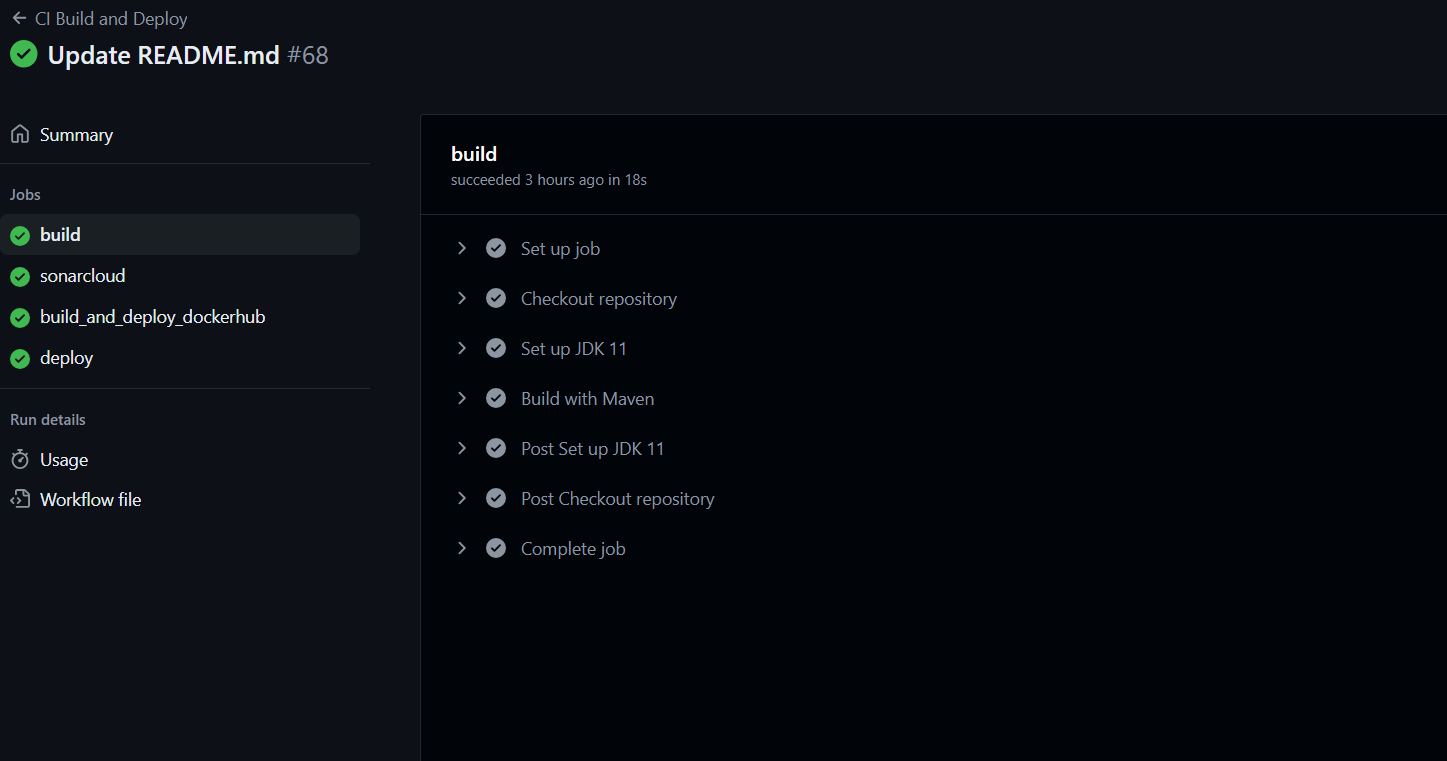 CI Build and Deploy
Update README.md #68
Summary
Jobs
build
sonarcloud
build_and_deploy_dockerhub
deploy
Run details
Usage
Workflow file
build
succeeded 3 hours ago in 18s
Set up job
Checkout repository
Set up JDK 11
Build with Maven
Post Set up JDK 11
Post Checkout repository
Complete job